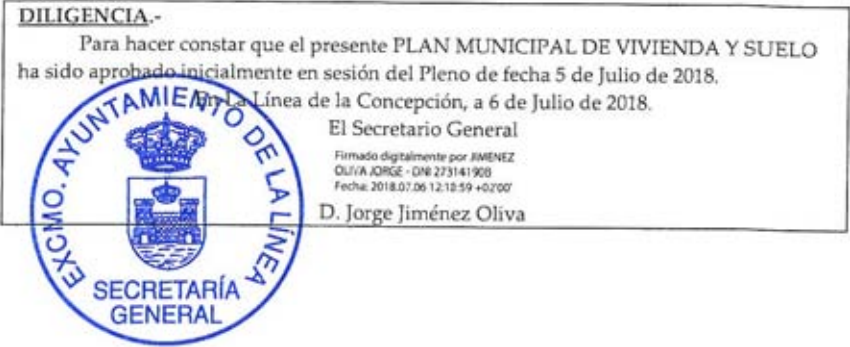 DILIGENCIA.-
Para hacer constar que el presente PLAN MUNICIPAL DE VIVIENDA Y SUELO
ha sido aprobado inicialmente en sesión del Pleno de fecha 5 de Julio de 2018.
En La Línea de la Concepción, a 6 de Julio de 2018.
El Secretario General
Firmado digitalmente por JIMENEZ
OLIVA JORGE - DNI 27314190B
Fecha: 2018.07.06 12:18:59 +02'00'
D. Jorge Jiménez Oliva
EXCMO. AYUNTAMIENTO DE LA LÍNEA
SECRETARÍA
GENERAL